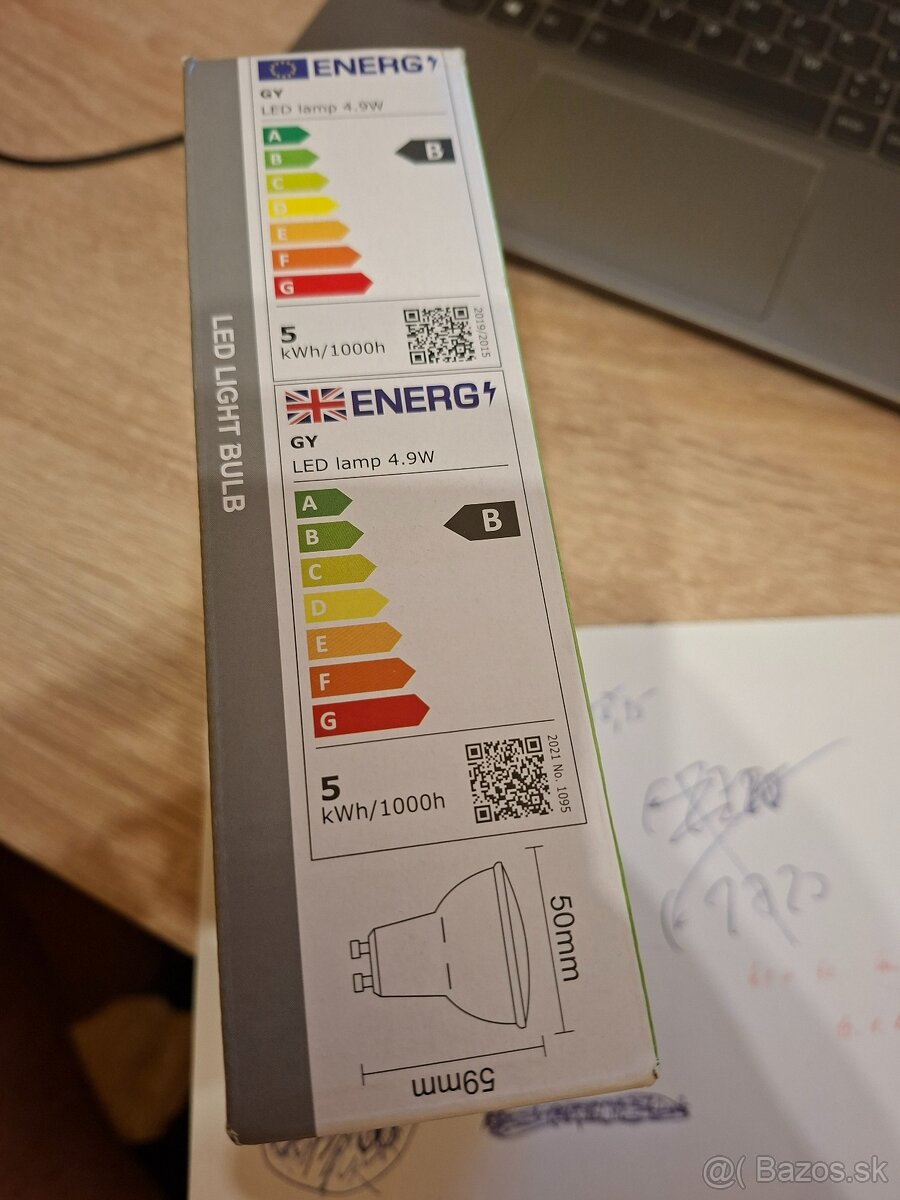 ENERG
GY
LED lamp 4.9W
A
B
B
C
D
E
F
G
5
kWh/1000h
2019/2015
LED LIGHT BULB
ENERG
GY
LED lamp 4.9W
A
B
B
C
D
E
F
G
5
kWh/1000h
2021 No. 1095
50mm
59mm
@( Bazos.sk